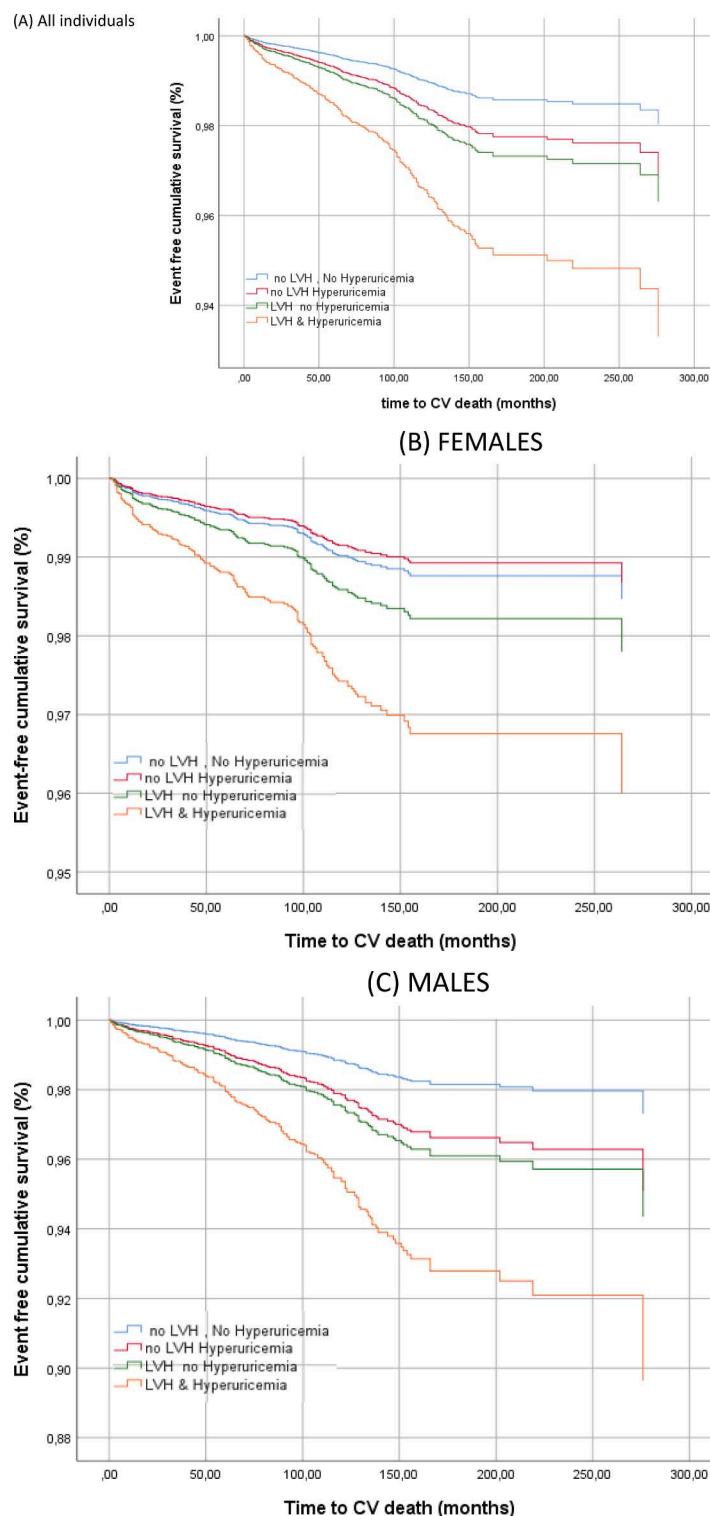 (A) All individuals
Event free cumulative survival (%)
1,00
0,98
0,96
0,94
no LVH , No Hyperuricemia
no LVH Hyperuricemia
LVH no Hyperuricemia
LVH & Hyperuricemia
,00 50,00 100,00 150,00 200,00 250,00 300,00
time to CV death (months)
(B) FEMALES
Event-free cumulative survival (%)
1,00
0,99
0,98
0,97
0,96
0,95
no LVH , No Hyperuricemia
no LVH Hyperuricemia
LVH no Hyperuricemia
LVH & Hyperuricemia
,00 50,00 100,00 150,00 200,00 250,00 300,00
Time to CV death (months)
(C) MALES
Event free cumulative survival (%)
1,00
0,98
0,96
0,94
0,92
0,90
0,88
no LVH , No Hyperuricemia
no LVH Hyperuricemia
LVH no Hyperuricemia
LVH & Hyperuricemia
,00 50,00 100,00 150,00 200,00 250,00 300,00
Time to CV death (months)